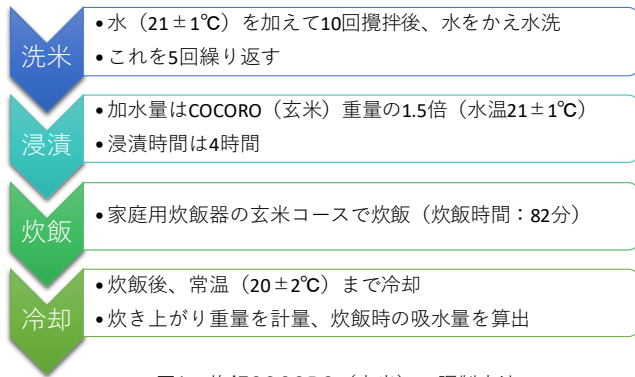 洗米
•水（21±1℃）を加えて10回攪拌後、水をかえ水洗
•これを5回繰り返す
浸漬
•加水量はCOCORO（玄米）重量の1.5倍（水温21±1℃）
•浸漬時間は4時間
炊飯
•家庭用炊飯器の玄米コースで炊飯（炊飯時間：82分）
冷却
•炊飯後、常温（20±2℃）まで冷却
•炊き上がり重量を計量、炊飯時の吸水量を算出